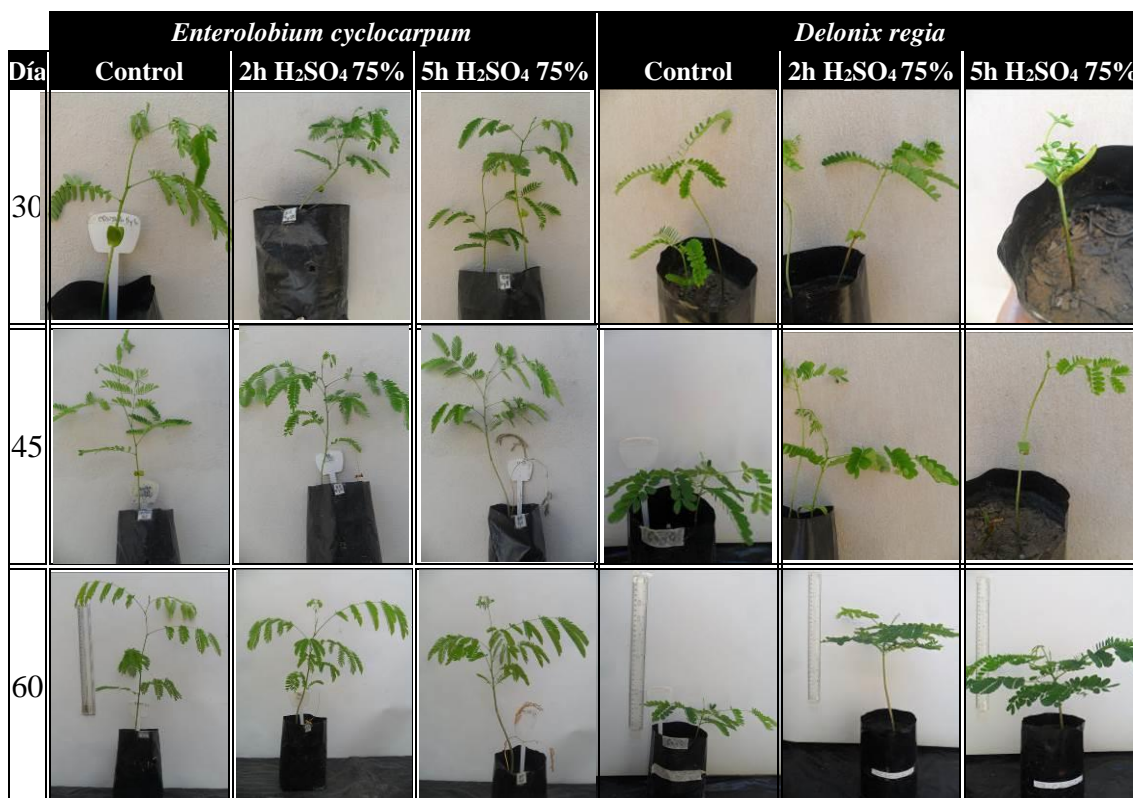 Enterolobium cyclocarpum Delonix regia
Día Control 2h H₂SO₄ 75% 5h H₂SO₄ 75% Control 2h H₂SO₄ 75% 5h H₂SO₄ 75%
30
45
60